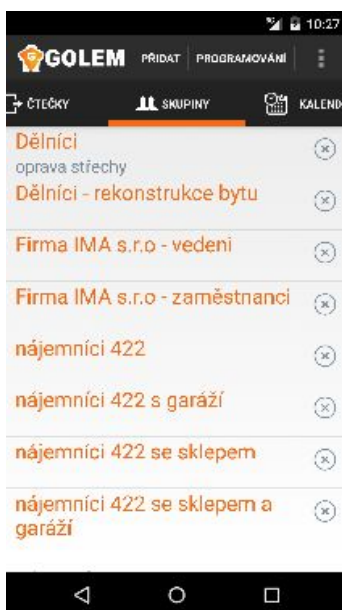 10:27
GOLEM PŘIDAT PROGRAMOVÁNÍ
ČTEČKY SKUPINY KALEND
Dělníci
oprava střechy
Dělníci - rekonstrukce bytu
Firma IMA s.r.o - vedeni
Firma IMA s.r.o - zaměstnanci
nájemníci 422
nájemníci 422 s garáží
nájemníci 422 se sklepem
nájemníci 422 se sklepem a
garáží